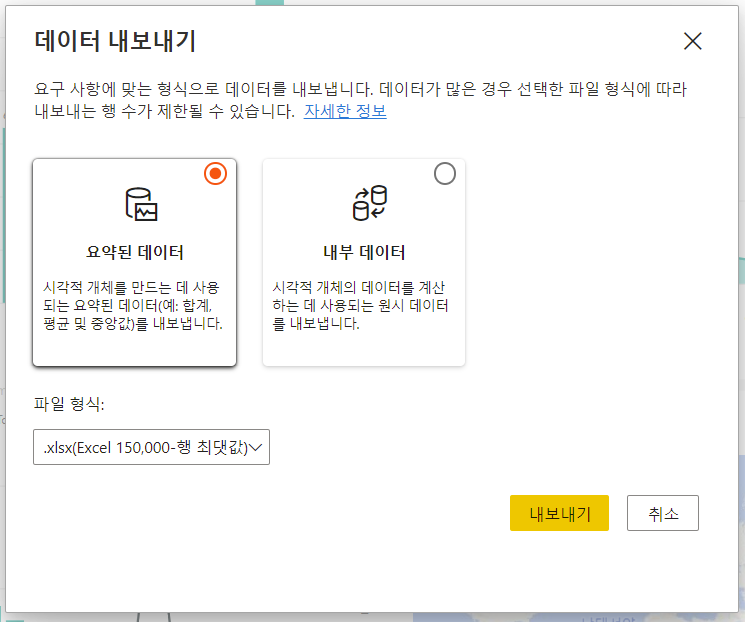 데이터 내보내기
요구 사항에 맞는 형식으로 데이터를 내보냅니다. 데이터가 많은 경우 선택한 파일 형식에 따라
내보내는 행 수가 제한될 수 있습니다. 자세한 정보
요약된 데이터
시각적 개체를 만드는 데 사용
되는 요약된 데이터(예: 합계,
평균 및 중앙값)를 내보냅니다.
내부 데이터
시각적 개체의 데이터를 계산
하는 데 사용되는 원시 데이터
를 내보냅니다.
파일 형식:
.xlsx(Excel 150,000-행 최댓값)
내보내기
취소